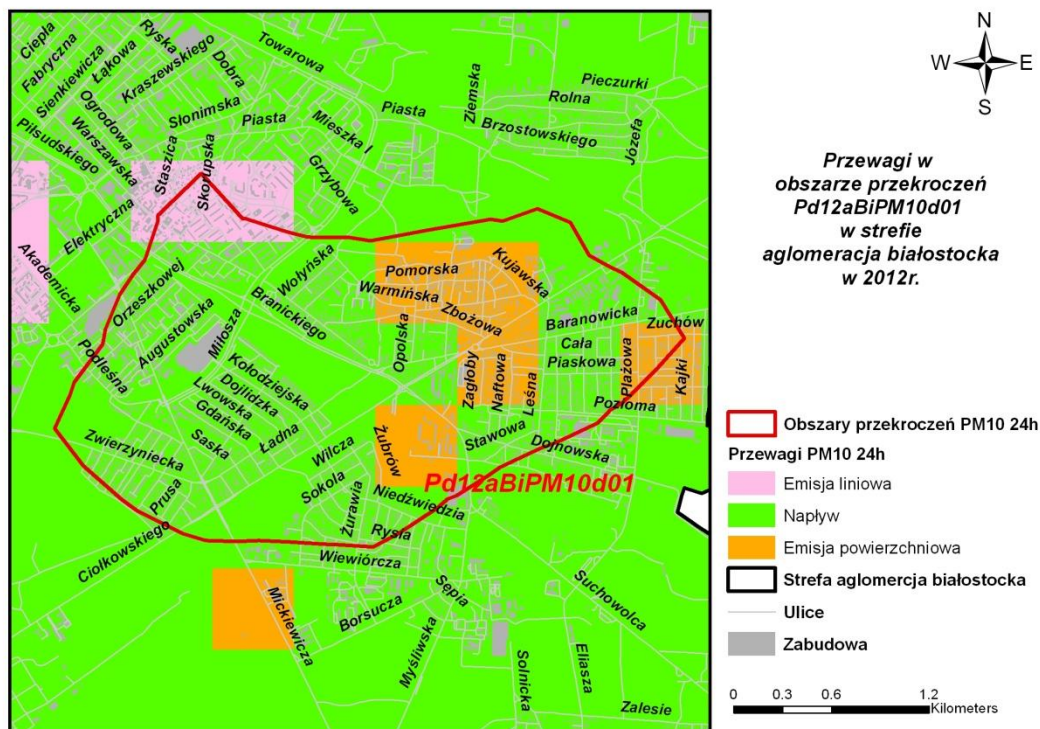 Ciepła
Fabryczna
Sienkiewicza
Łąkowa
Ryska
Kraszewskiego
Dobra
Towarowa
Ogrodowa
Słonimska
Piasta
Mieszka I
Piasta
Ziemska
Pieczurki
Rolna
Brzostowskiego
Józefa
Piłsudskiego
Warszawska
Staszica
Skorupska
Grzybowa
Elektryczna
Akademicka
Orzeszkowej
Wołyńska
Branickiego
Pomorska
Kujawska
Warmińska
Zbożowa
Augustowska
Miłosza
Opolska
Baranowicka
Zuchów
Cała
Piaskowa
Plażowa
Kajki
Podleśna
Kołodziejska
Dojlidzka
Lwowska
Gdańska
Ładna
Saska
Zagłoby
Naftowa
Leśna
Pozioma
Stawowa
Dojnowska
Zwierzyniecka
Wilcza
Żubrów
Pd12aBiPM10d01
Prusa
Sokola
Żurawia
Niedźwiedzia
Rysia
Ciołkowskiego
Wiewiórcza
Mickiewicza
Borsucza
Sepia
Suchowolca
Myśliwska
Solnicka
Eliasza
Zalesie
N
W E
S
Przewagi w
obszarze przekroczeń
Pd12aBiPM10d01
w strefie
aglomeracja białostocka
w 2012r.
Obszary przekroczeń PM10 24h
Przewagi PM10 24h
Emisja liniowa
Napływ
Emisja powierzchniowa
Strefa aglomercja białostocka
Ulice
Zabudowa
0 0.3 0.6 1.2
Kilometers